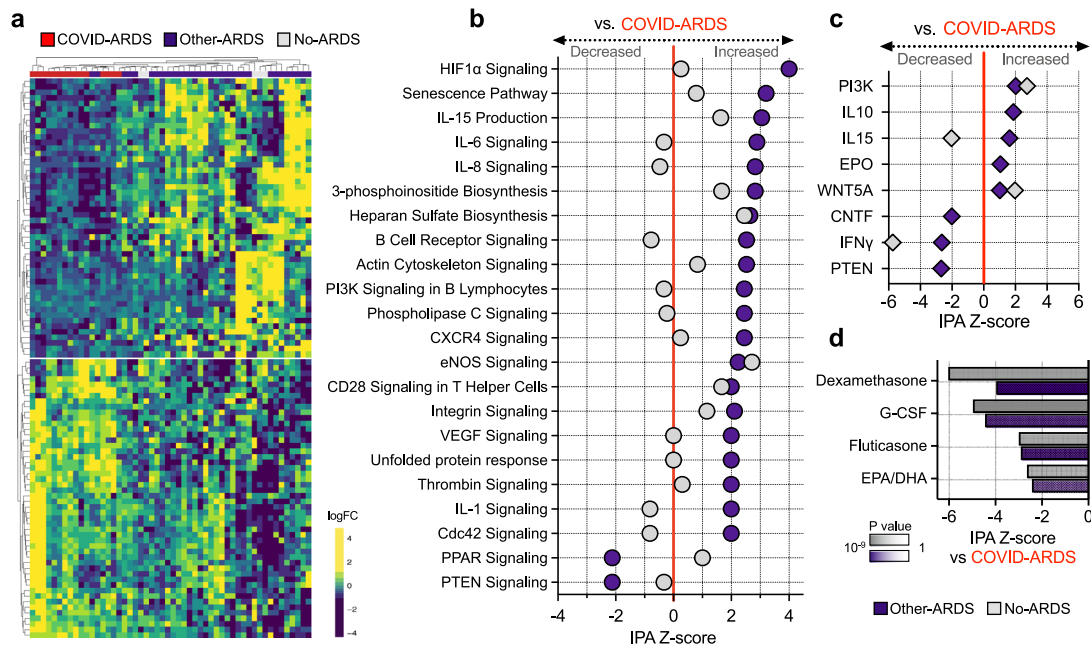 a
COVID-ARDS Other-ARDS No-ARDS
logFC
4
2
0
-2
-4
b
vs. COVID-ARDS
Decreased Increased
HIF1α Signaling
Senescence Pathway
IL-15 Production
IL-6 Signaling
IL-8 Signaling
3-phosphoinositide Biosynthesis
Heparan Sulfate Biosynthesis
B Cell Receptor Signaling
Actin Cytoskeleton Signaling
PI3K Signaling in B Lymphocytes
Phospholipase C Signaling
CXCR4 Signaling
eNOS Signaling
CD28 Signaling in T Helper Cells
Integrin Signaling
VEGF Signaling
Unfolded protein response
Thrombin Signaling
IL-1 Signaling
Cdc42 Signaling
PPAR Signaling
PTEN Signaling
-4 -2 0 2 4
IPA Z-score
c
vs. COVID-ARDS
Decreased Increased
PI3K
IL10
IL15
EPO
WNT5A
CNTF
IFNγ
PTEN
-6 -4 -2 0 2 4 6
IPA Z-score
d
Dexamethasone
G-CSF
Fluticasone
EPA/DHA
-6 -4 -2 0
IPA Z-score
vs COVID-ARDS
P value
10⁻⁹ 1
Other-ARDS No-ARDS